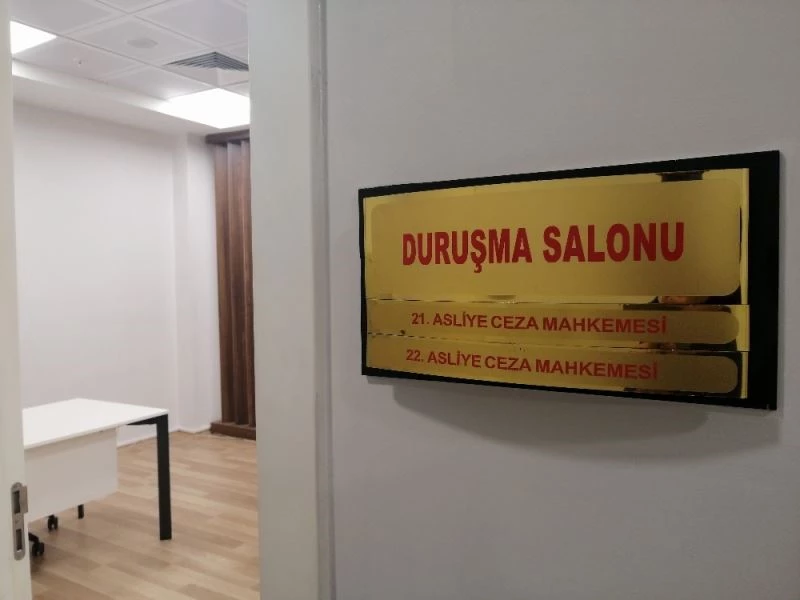 DURUŞMA SALONU
21. ASLİYE CEZA MAHKEMESİ
22. ASLİYE CEZA MAHKEMESİ